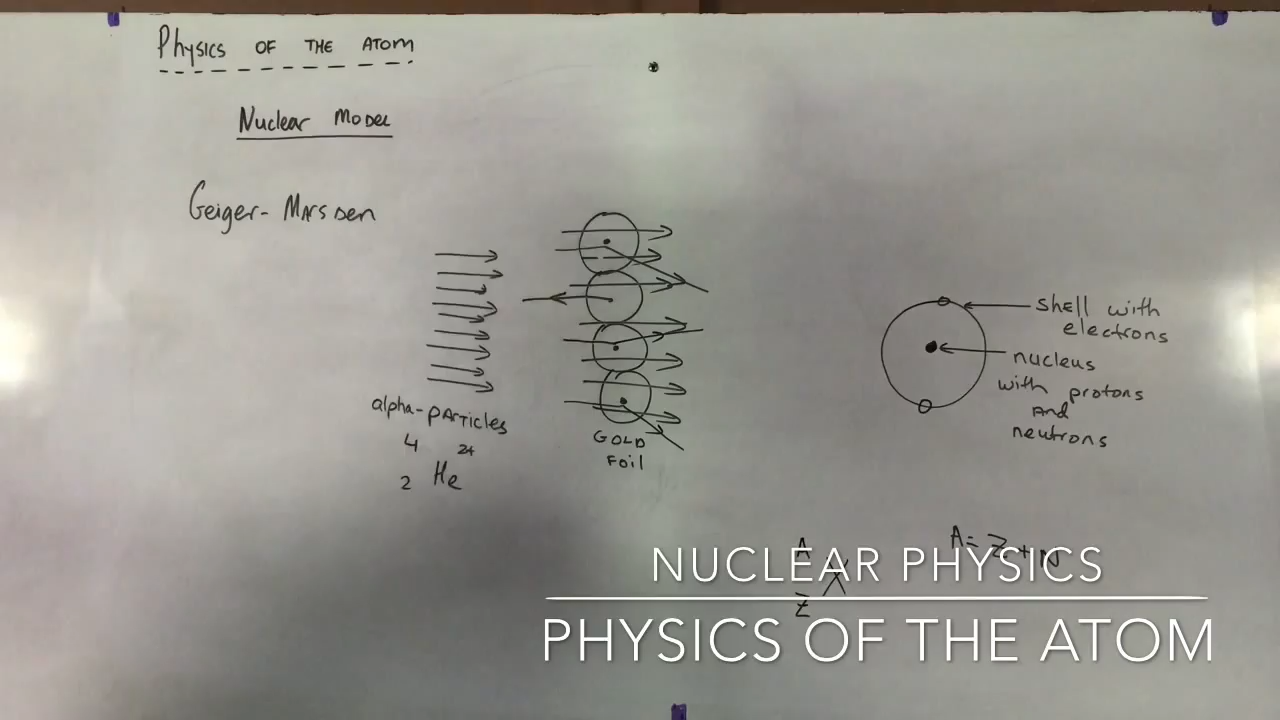 Physics OF THE ATOM
Nuclear Model
Geiger-Marsden
alpha-particles
4 2+
2 He
GOLD
Foil
shell with
electrons
nucleus
with protons
And
neutrons
A = Z + N
A
X
Z
NUCLEAR PHYSICS
PHYSICS OF THE ATOM